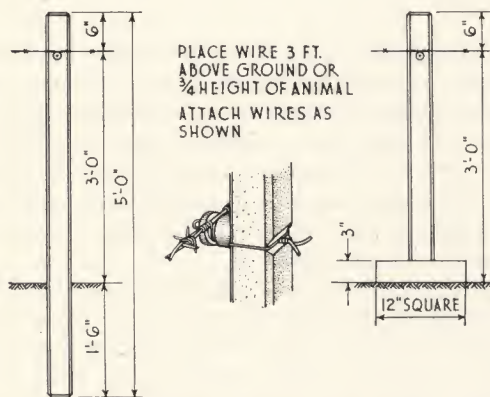 6"
3'-0"
5'-0"
1'-6"
PLACE WIRE 3 FT.
ABOVE GROUND OR
3/4 HEIGHT OF ANIMAL
ATTACH WIRES AS
SHOWN
6"
3'-0"
3"
12" SQUARE